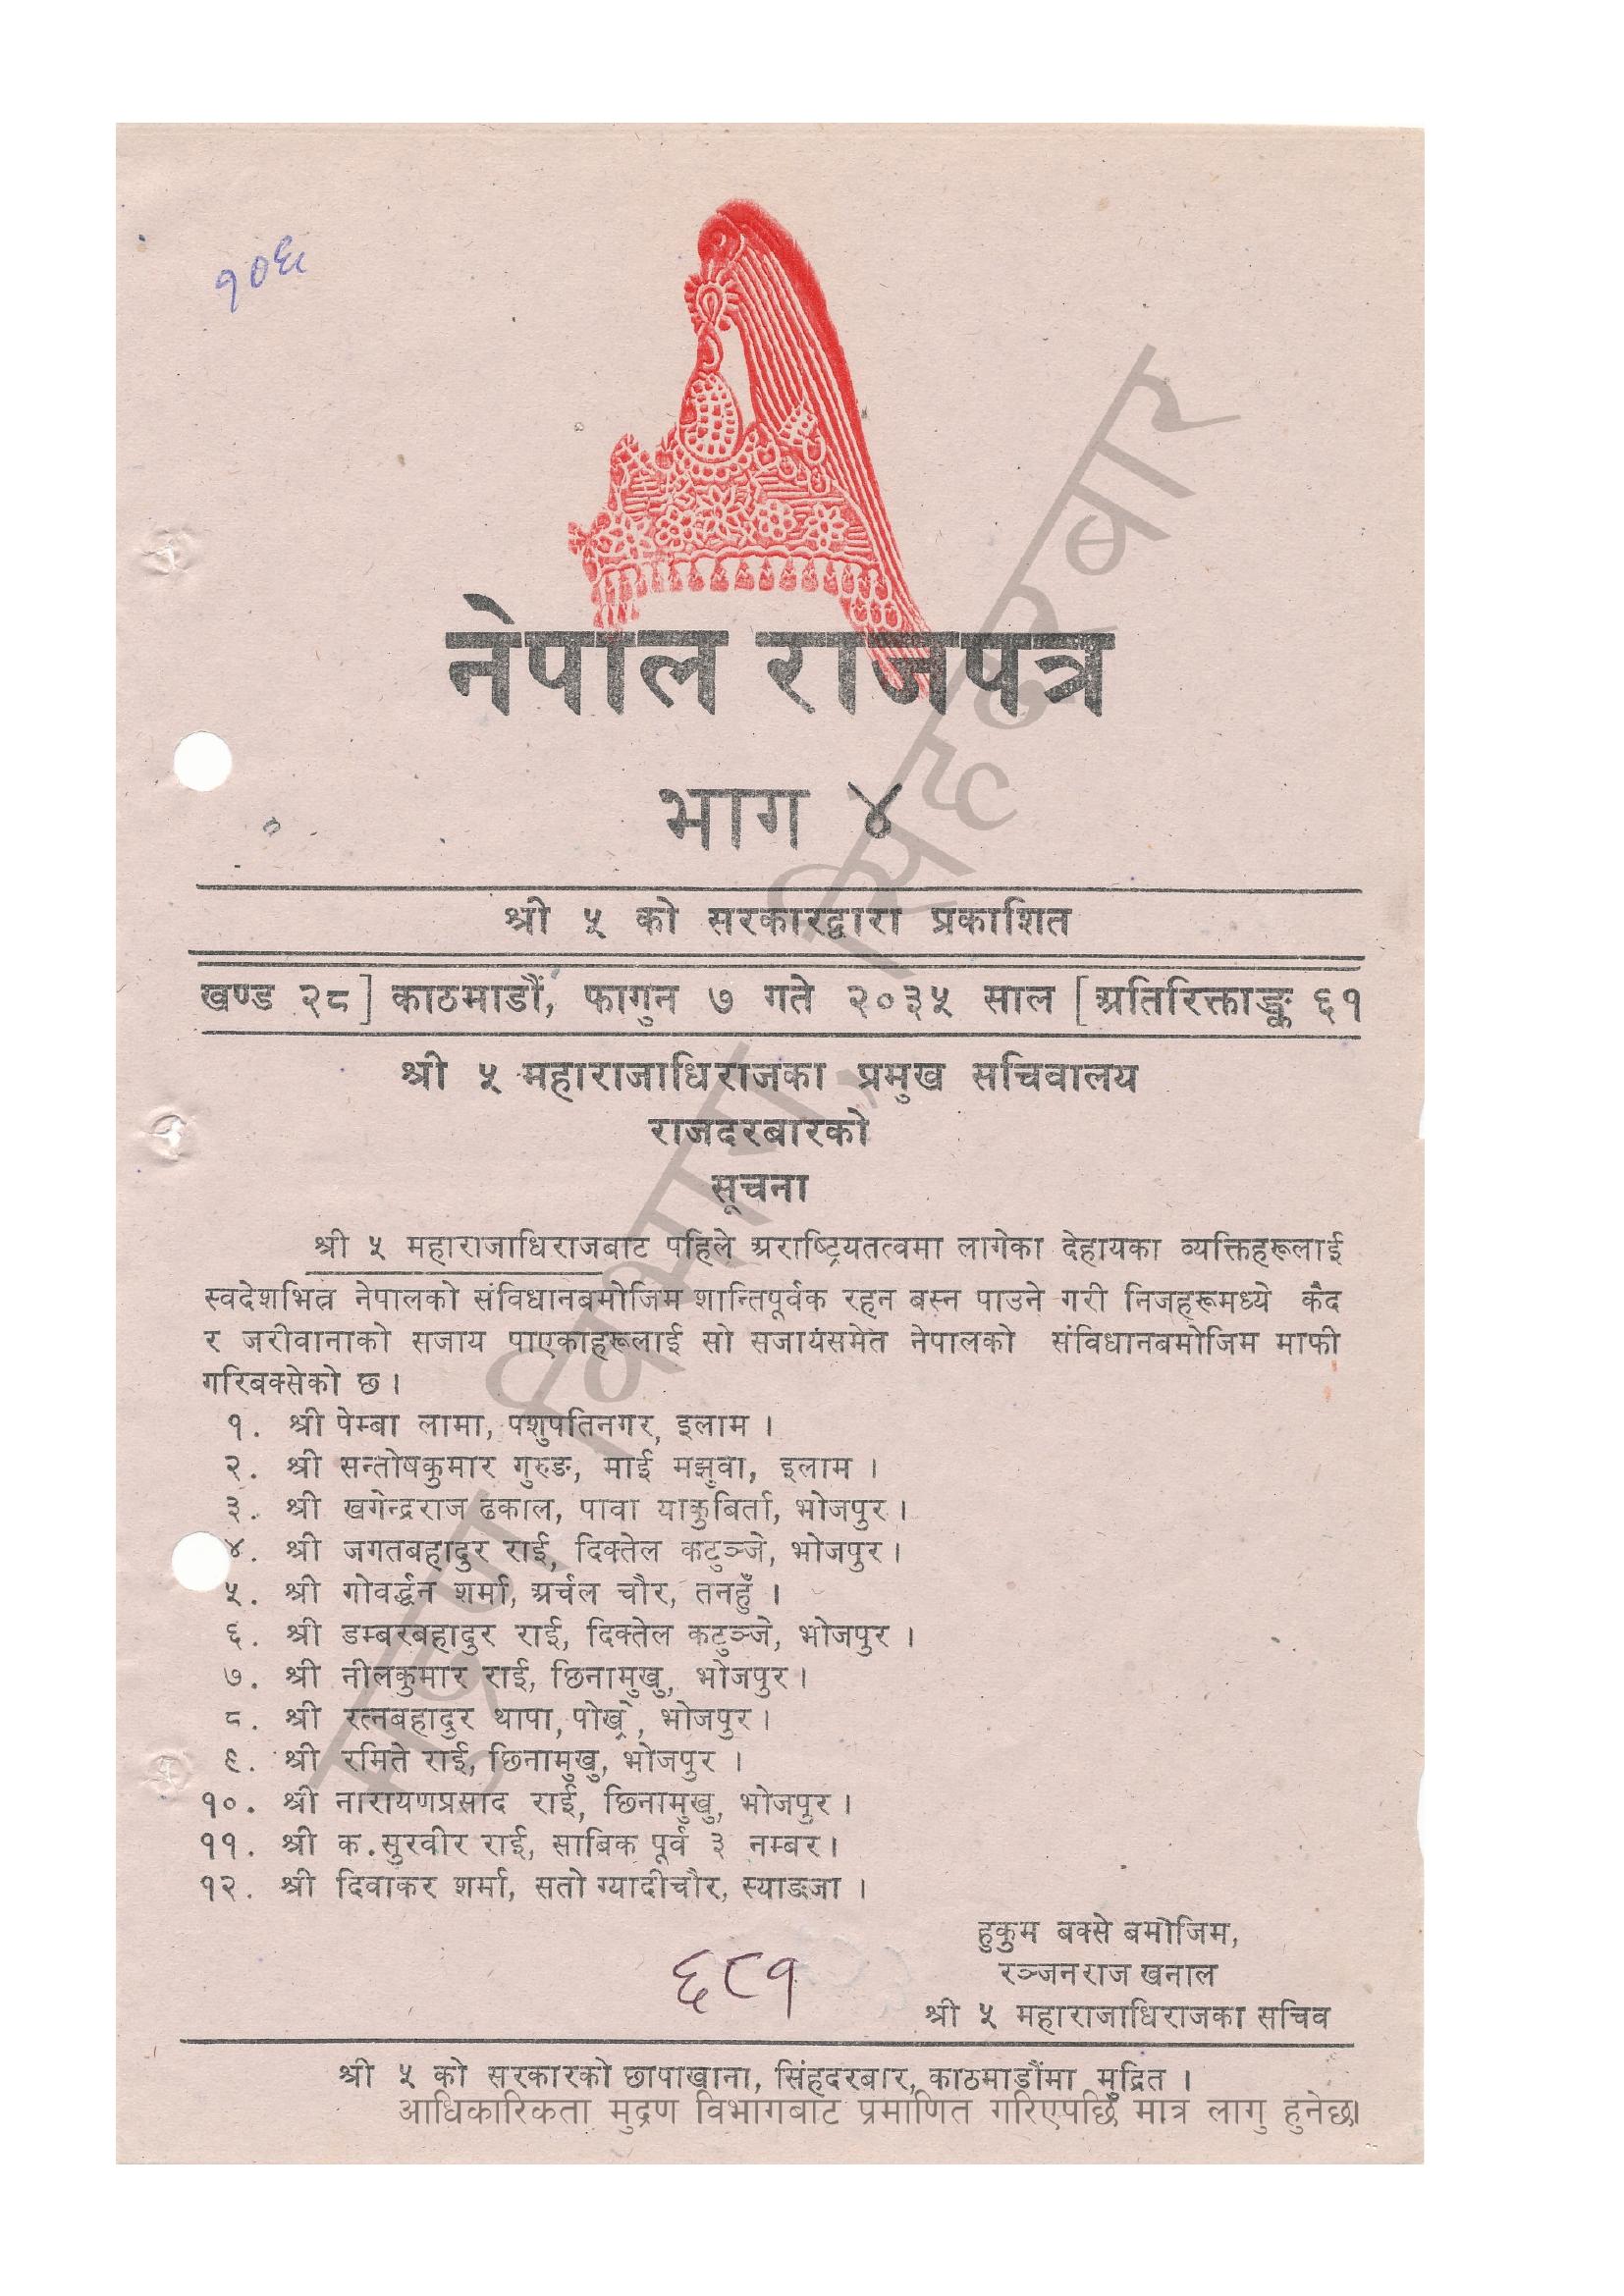 १०६
नेपाल राजपत्र
भाग ४
श्री ५ को सरकारद्वारा प्रकाशित
खण्ड २८] काठमाडौं, फागुन ७ गते २०३५ साल [अतिरिक्ताङ्क ६१
श्री ५ महाराजाधिराजका प्रमुख सचिवालय
राजदरबारको
सूचना
श्री ५ महाराजाधिराजबाट पहिले अराष्ट्रियतत्वमा लागेका देहायका व्यक्तिहरूलाई
स्वदेशभित्र नेपालको संविधानबमोजिम शान्तिपूर्वक रहन बस्न पाउने गरी निजहरूमध्ये कैद
र जरीवानाको सजाय पाएकाहरूलाई सो सजायसमेत नेपालको संविधानबमोजिम माफी
गरिबक्सेको छ ।
१. श्री पेम्बा लामा, पशुपतिनगर, इलाम ।
२. श्री सन्तोषकुमार गुरुङ, माई मझुवा, इलाम ।
३. श्री खगेन्द्रराज ढकाल, पावा याकुबिर्ता, भोजपुर ।
४. श्री जगतबहादुर राई, दिक्तेल कटुञ्जे, भोजपुर ।
५. श्री गोवर्द्धन शर्मा, अर्चल चौर, तनहुँ ।
६. श्री डम्बरबहादुर राई, दिक्तेल कटुञ्जे, भोजपुर ।
७. श्री नीलकुमार राई, छिनामुखु, भोजपुर ।
८. श्री रत्नबहादुर थापा, पोख्रे, भोजपुर ।
९. श्री रमिते राई, छिनामुखु, भोजपुर ।
१०. श्री नारायणप्रसाद राई, छिनामुखु, भोजपुर ।
११. श्री क.सुरवीर राई, साबिक पूर्व ३ नम्बर ।
१२. श्री दिवाकर शर्मा, सतौ ग्यादीचौर, स्याङजा ।
हुकुम बक्से बमोजिम,
रञ्जनराज खनाल
श्री ५ महाराजाधिराजका सचिव
६८१
श्री ५ को सरकारको छापाखाना, सिंहदरबार, काठमाडौंमा मुद्रित ।
आधिकारिकता मुद्रण विभागबाट प्रमाणित गरिएपछि मात्र लागु हुनेछ।
मुद्रण विभाग, सिंहदरबार